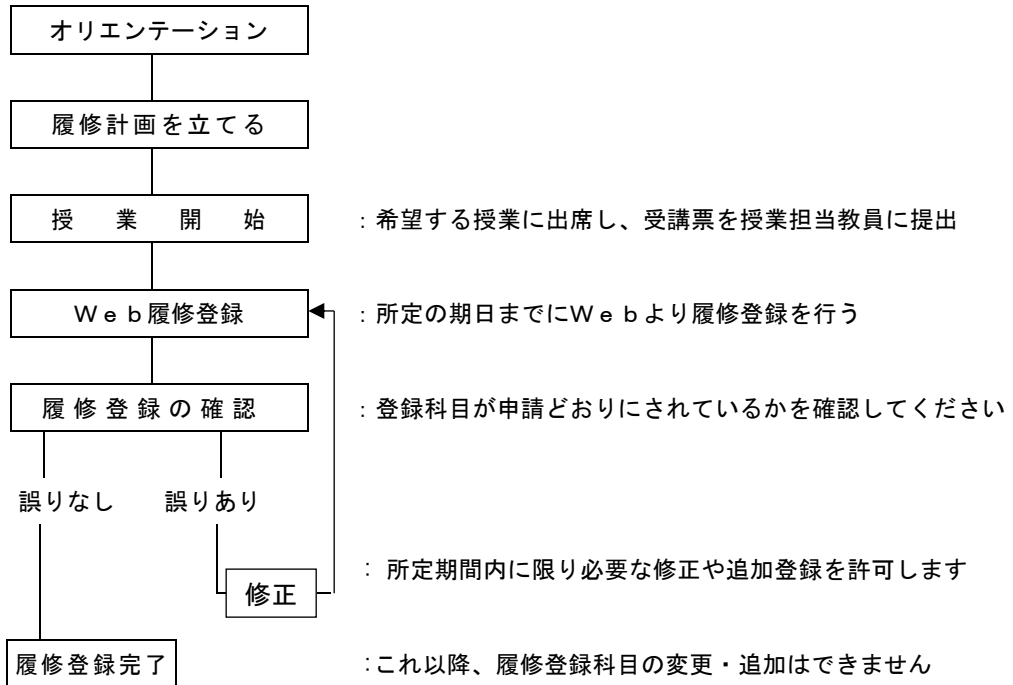 オリエンテーション
履修計画を立てる
授業開始 ：希望する授業に出席し、受講票を授業担当教員に提出
Ｗｅｂ履修登録 ：所定の期日までにＷｅｂより履修登録を行う
履修登録の確認 ：登録科目が申請どおりにされているかを確認してください
誤りなし 誤りあり
修正 ： 所定期間内に限り必要な修正や追加登録を許可します
履修登録完了 ：これ以降、履修登録科目の変更・追加はできません